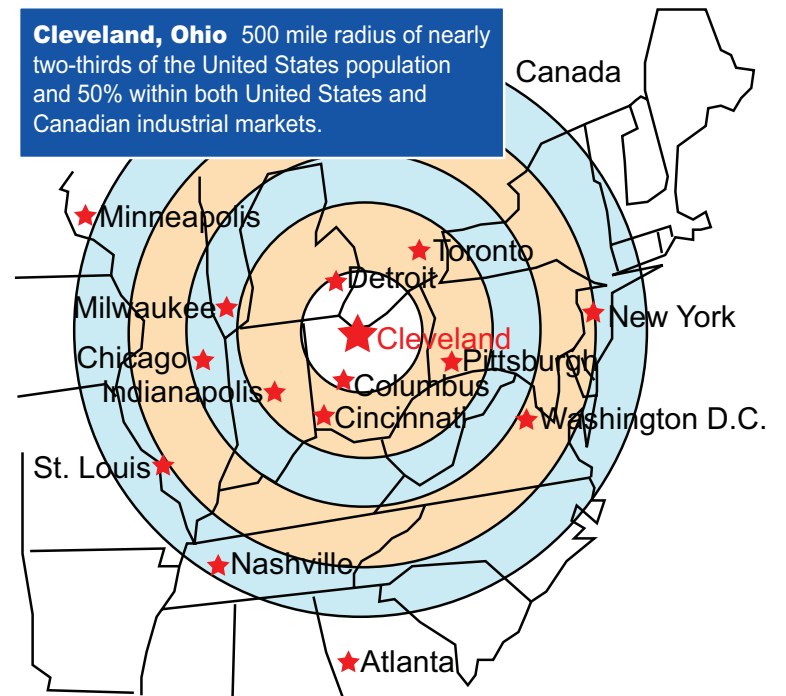 Cleveland, Ohio 500 mile radius of nearly
two-thirds of the United States population
and 50% within both United States and
Canadian industrial markets.
Canada
Minneapolis
Toronto
Detroit
Milwaukee
New York
Cleveland
Chicago
Pittsburgh
Indianapolis
Columbus
Cincinnati
Washington D.C.
St. Louis
Nashville
Atlanta